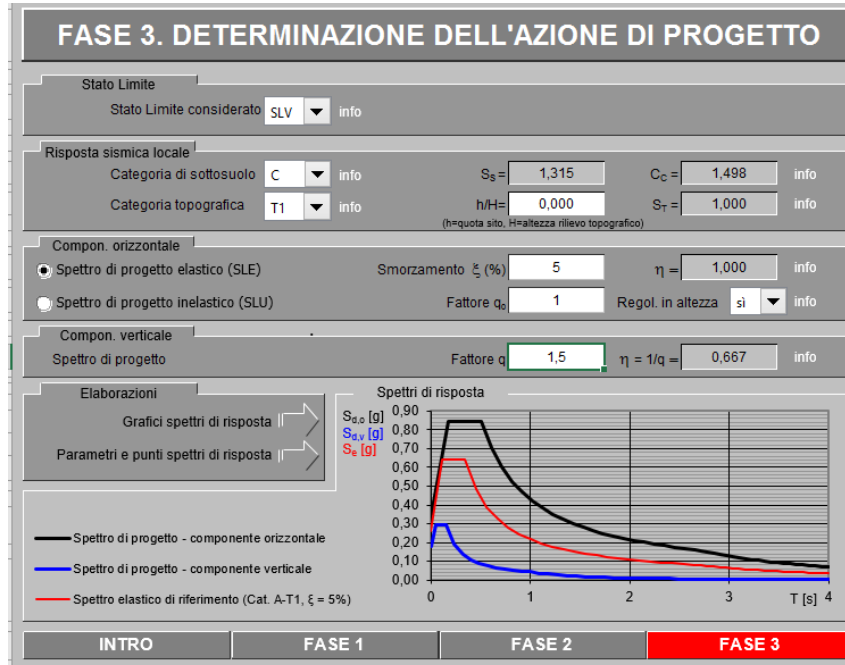 FASE 3. DETERMINAZIONE DELL'AZIONE DI PROGETTO
Stato Limite
Stato Limite considerato SLV info
Risposta sismica locale
Categoria di sottosuolo C info Sₛ = 1,315 C_C = 1,498 info
Categoria topografica T1 info h/H= 0,000 S_T = 1,000 info
(h=quota sito, H=altezza rilievo topografico)
Compon. orizzontale
Spettro di progetto elastico (SLE) Smorzamento ξ (%) 5 η = 1,000 info
Spettro di progetto inelastico (SLU) Fattore qₒ 1 Regol. in altezza sì info
Compon. verticale
Spettro di progetto Fattore q 1,5 η = 1/q = 0,667 info
Elaborazioni
Grafici spettri di risposta
Parametri e punti spettri di risposta
Spettri di risposta
S_d,o [g]
S_d,v [g]
S_e [g]
0,90
0,80
0,70
0,60
0,50
0,40
0,30
0,20
0,10
0,00
0 1 2 3 T [s] 4
Spettro di progetto - componente orizzontale
Spettro di progetto - componente verticale
Spettro elastico di riferimento (Cat. A-T1, ξ = 5%)
INTRO FASE 1 FASE 2 FASE 3